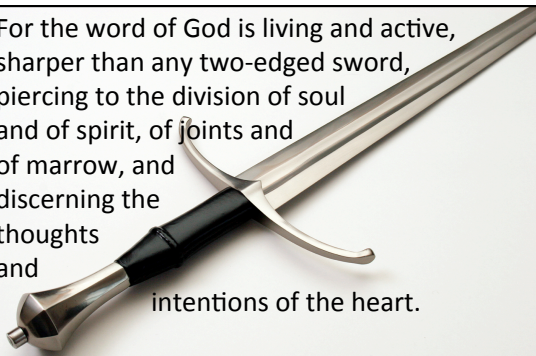 For the word of God is living and active,
sharper than any two-edged sword,
piercing to the division of soul
and of spirit, of joints and
of marrow, and
discerning the
thoughts
and
intentions of the heart.